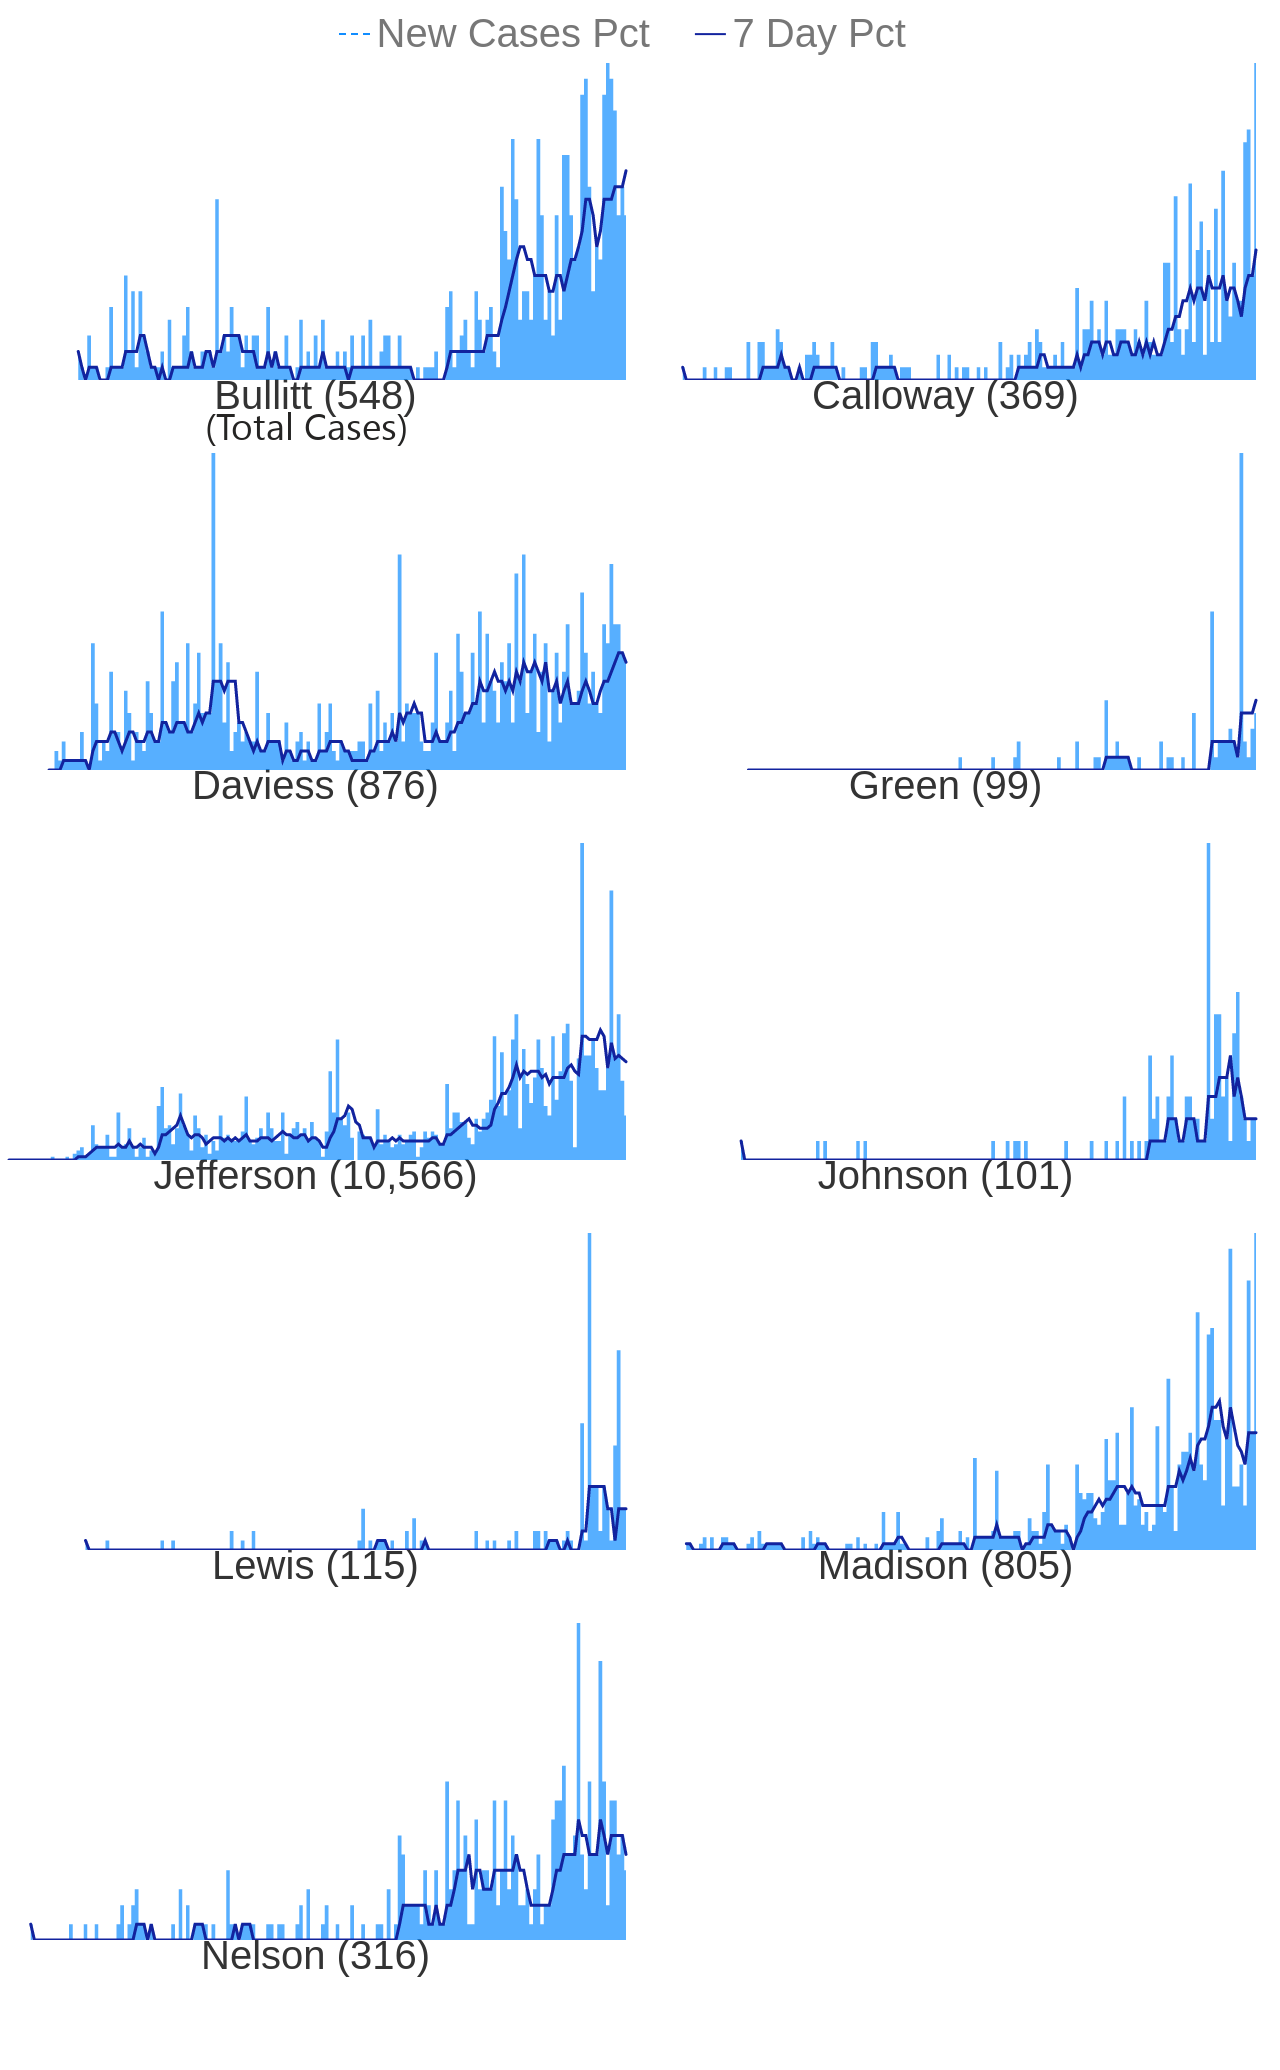 New Cases Pct 7 Day Pct
Bullitt (548) Calloway (369)
(Total Cases)
Daviess (876) Green (99)
Jefferson (10,566) Johnson (101)
Lewis (115) Madison (805)
Nelson (316)